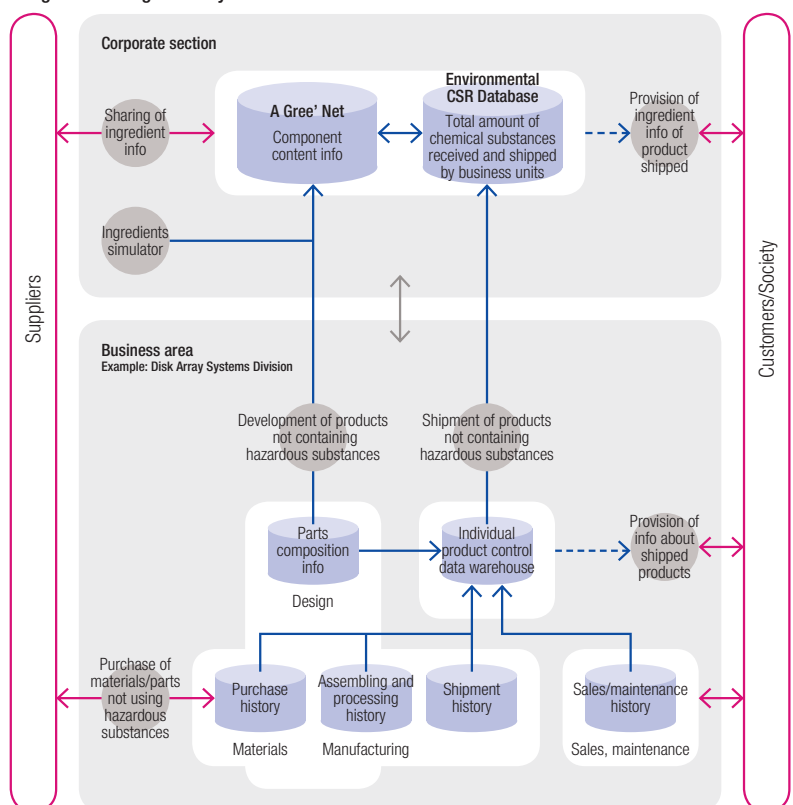 Corporate section
Sharing of
ingredient
info
A Gree' Net
Component
content info
Environmental
CSR Database
Total amount of
chemical substances
received and shipped
by business units
Provision of
ingredient
info of
product
shipped
Ingredients
simulator
Suppliers
Customers/Society
Business area
Example: Disk Array Systems Division
Development of products
not containing
hazardous substances
Shipment of products
not containing
hazardous substances
Parts
composition
info
Design
Individual
product control
data warehouse
Provision of
info about
shipped
products
Purchase of
materials/parts
not using
hazardous
substances
Purchase
history
Materials
Assembling and
processing
history
Manufacturing
Shipment
history
Sales/maintenance
history
Sales, maintenance